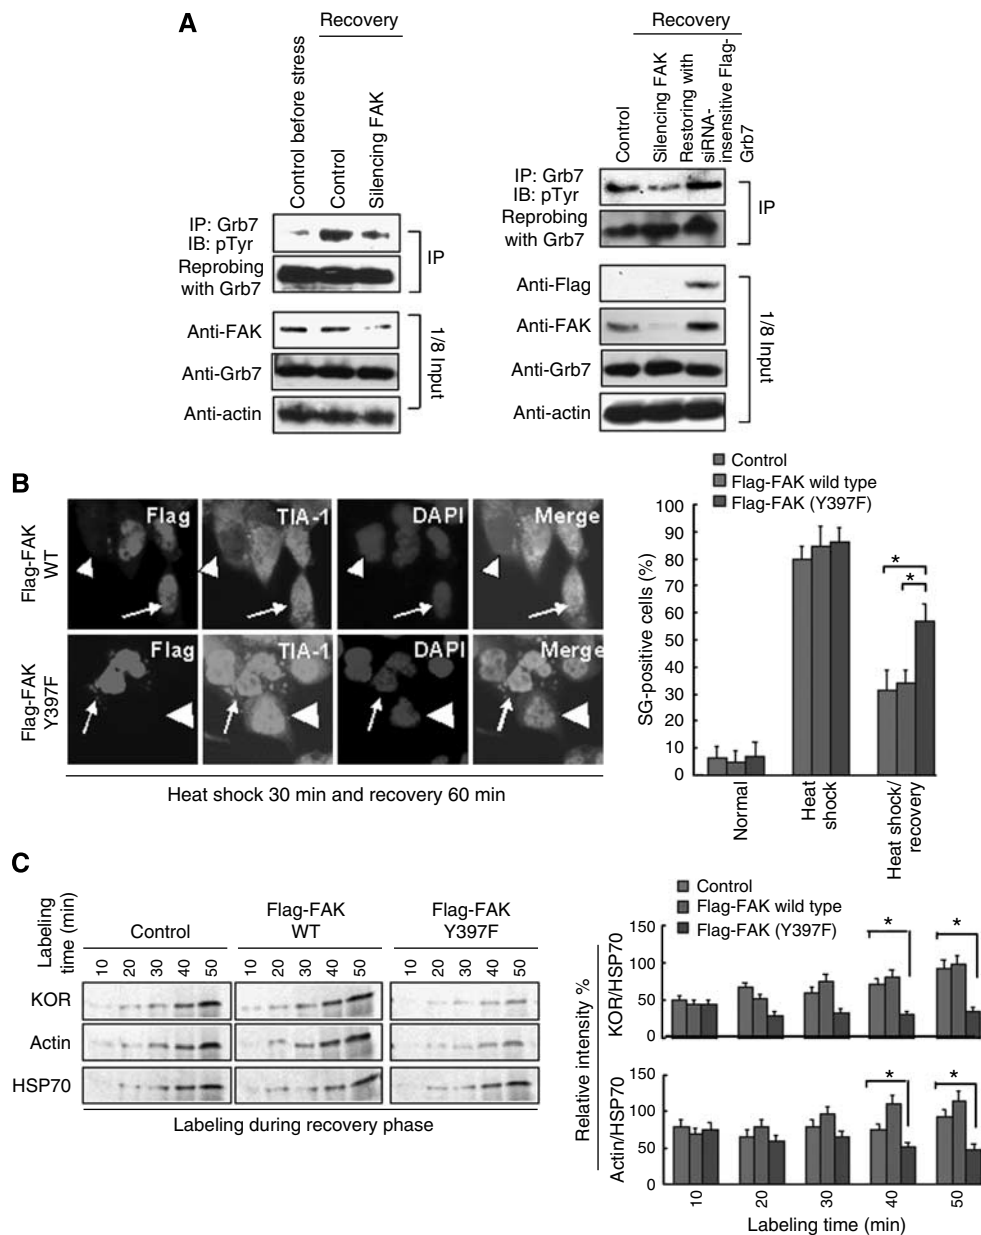 A
Recovery
Control before stress
Control
Silencing FAK
IP: Grb7
IB: pTyr
Reprobing
with Grb7
IP
Anti-FAK
Anti-Grb7
Anti-actin
1/8 Input
Recovery
Control
Silencing FAK
Restoring with
siRNA-
insensitive Flag-
Grb7
IP: Grb7
IB: pTyr
Reprobing
with Grb7
IP
Anti-Flag
Anti-FAK
Anti-Grb7
Anti-actin
1/8 Input
B
Flag-FAK
WT
Flag TIA-1 DAPI Merge
Flag-FAK
Y397F
Flag TIA-1 DAPI Merge
Heat shock 30 min and recovery 60 min
Control
Flag-FAK wild type
Flag-FAK (Y397F)
SG-positive cells (%)
100
90
80
70
60
50
40
30
20
10
0
*
*
Normal
Heat
shock
Heat shock/
recovery
C
Labeling
time (min)
Control
Flag-FAK
WT
Flag-FAK
Y397F
10 20 30 40 50 10 20 30 40 50 10 20 30 40 50
KOR
Actin
HSP70
Labeling during recovery phase
Control
Flag-FAK wild type
Flag-FAK (Y397F)
Relative intensity %
KOR/HSP70
150
100
50
0
* *
Actin/HSP70
150
100
50
0
* *
10 20 30 40 50
Labeling time (min)